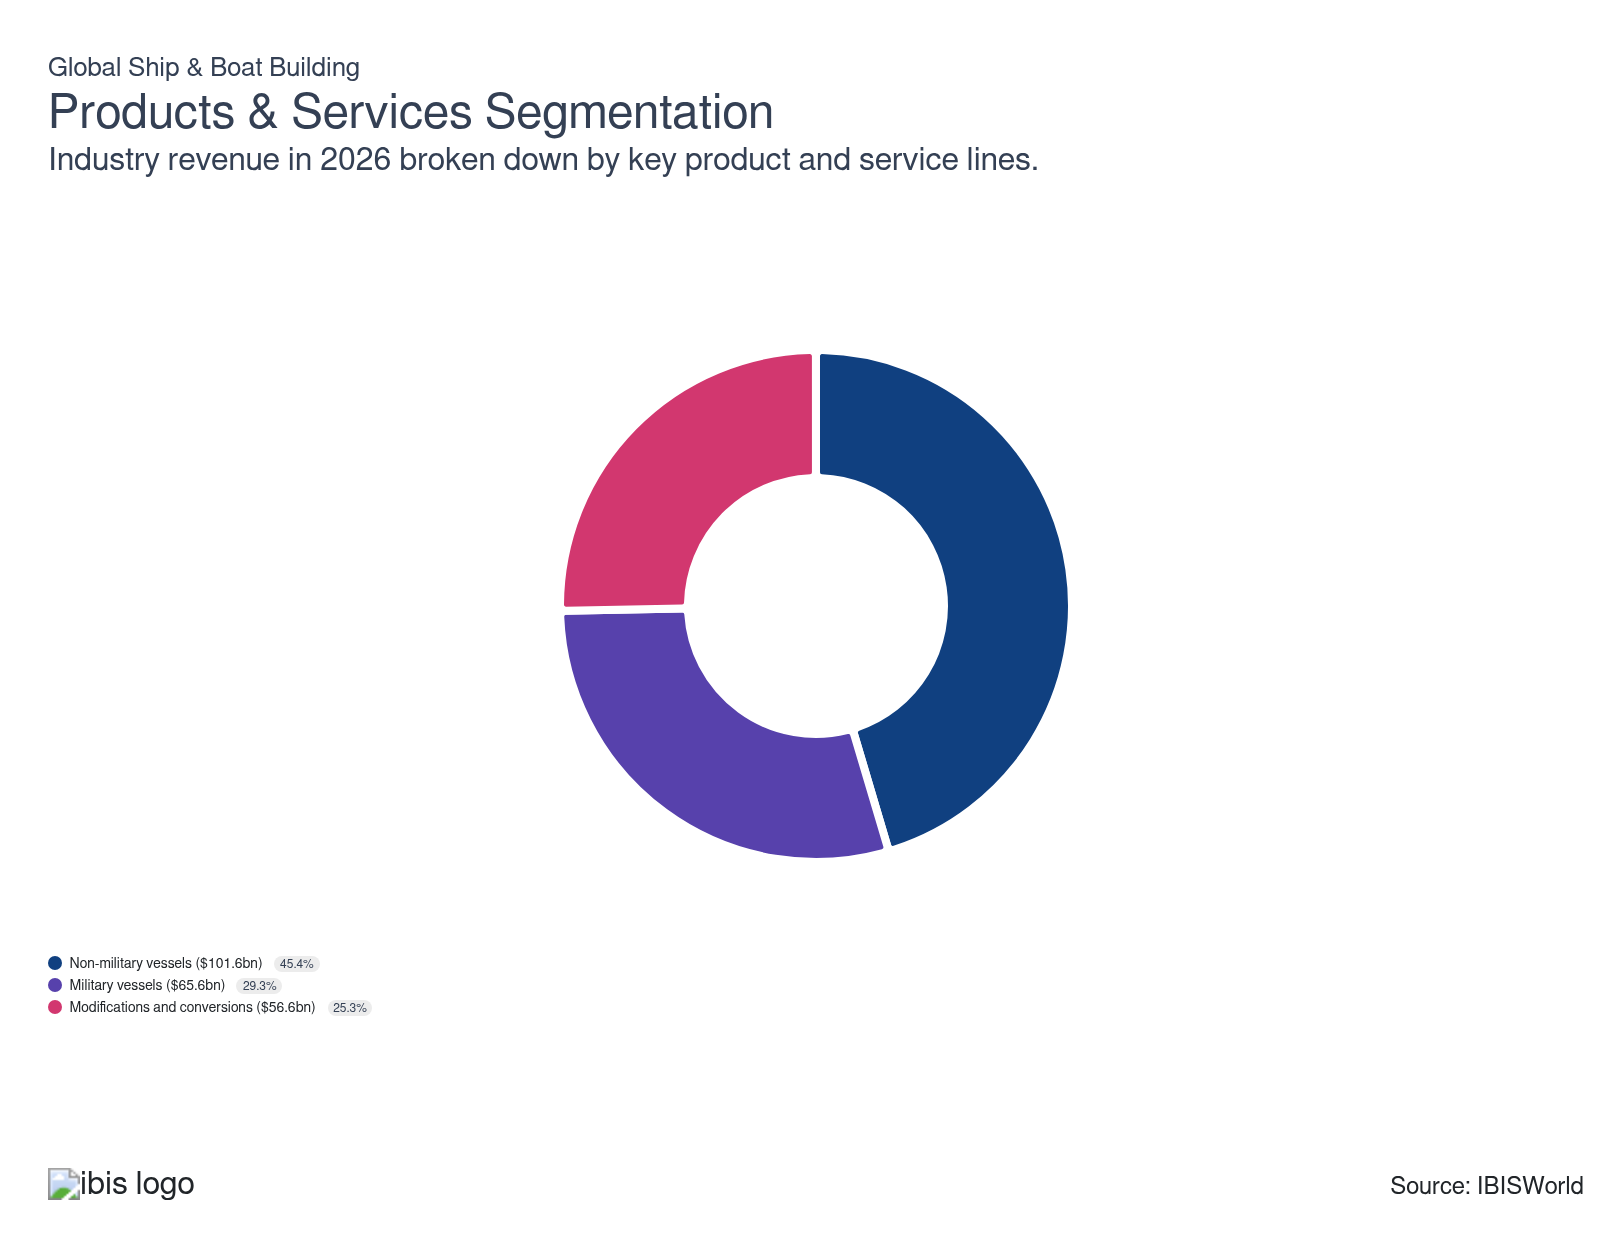 Global Ship & Boat Building
Products & Services Segmentation
Industry revenue in 2026 broken down by key product and service lines.
Non-military vessels ($101.6bn) 45.4%
Military vessels ($65.6bn) 29.3%
Modifications and conversions ($56.6bn) 25.3%
ibis logo
Source: IBISWorld